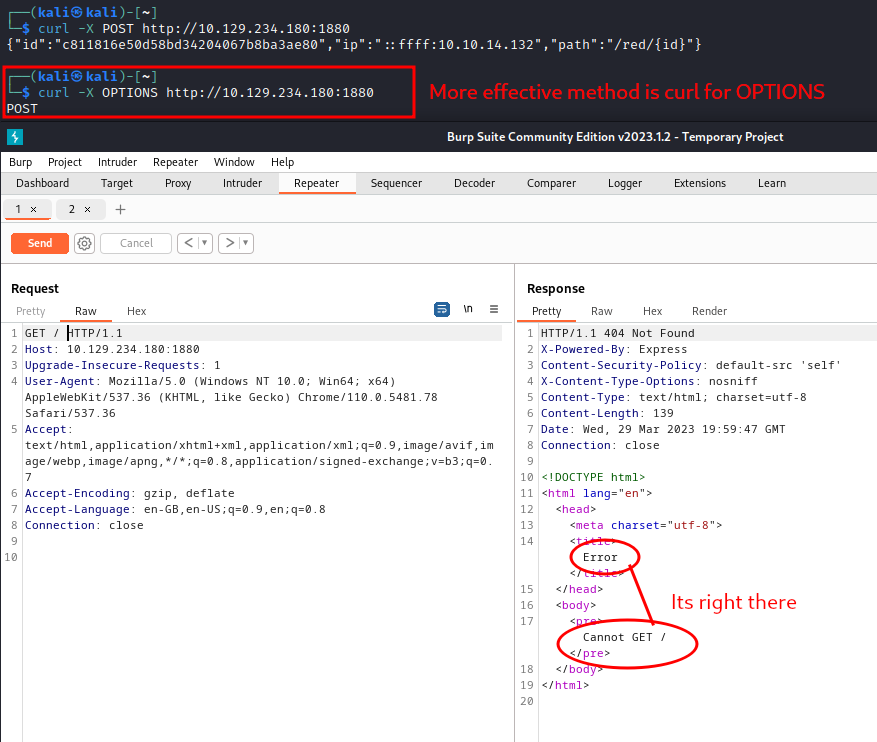 ┌──(kali㉿kali)-[~]
└─$ curl -X POST http://10.129.234.180:1880
{"id":"c811816e50d58bd34204067b8ba3ae80","ip":"::ffff:10.10.14.132","path":"/red/{id}"}
┌──(kali㉿kali)-[~]
└─$ curl -X OPTIONS http://10.129.234.180:1880
More effective method is curl for OPTIONS
POST
Burp Suite Community Edition v2023.1.2 - Temporary Project
Burp Project Intruder Repeater Window Help
Dashboard Target Proxy Intruder Repeater Sequencer Decoder Comparer Logger Extensions Learn
1 × 2 × +
Send Cancel < > 
Request
Pretty Raw Hex \n
1 GET / HTTP/1.1
2 Host: 10.129.234.180:1880
3 Upgrade-Insecure-Requests: 1
4 User-Agent: Mozilla/5.0 (Windows NT 10.0; Win64; x64)
AppleWebKit/537.36 (KHTML, like Gecko) Chrome/110.0.5481.78
Safari/537.36
5 Accept:
text/html,application/xhtml+xml,application/xml;q=0.9,image/avif,im
age/webp,image/apng,*/*;q=0.8,application/signed-exchange;v=b3;q=0.
7
6 Accept-Encoding: gzip, deflate
7 Accept-Language: en-GB,en-US;q=0.9,en;q=0.8
8 Connection: close
9
10
Response
Pretty Raw Hex Render
1 HTTP/1.1 404 Not Found
2 X-Powered-By: Express
3 Content-Security-Policy: default-src 'self'
4 X-Content-Type-Options: nosniff
5 Content-Type: text/html; charset=utf-8
6 Content-Length: 139
7 Date: Wed, 29 Mar 2023 19:59:47 GMT
8 Connection: close
9
10 <!DOCTYPE html>
11 <html lang="en">
12 <head>
13 <meta charset="utf-8">
14 <title>
Error
</title>
15 </head>
Its right there
16 <body>
17 <pre>
Cannot GET /
</pre>
18 </body>
19 </html>
20